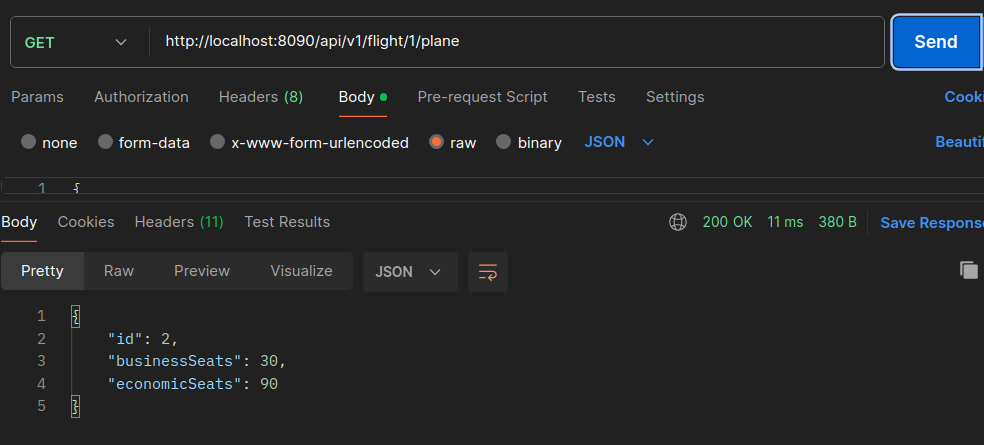 GET http://localhost:8090/api/v1/flight/1/plane Send
Params Authorization Headers (8) Body Pre-request Script Tests Settings Cooki
none form-data x-www-form-urlencoded raw binary JSON Beautif
1 {
Body Cookies Headers (11) Test Results 200 OK 11 ms 380 B Save Response
Pretty Raw Preview Visualize JSON
1 {
2 "id": 2,
3 "businessSeats": 30,
4 "economicSeats": 90
5 }